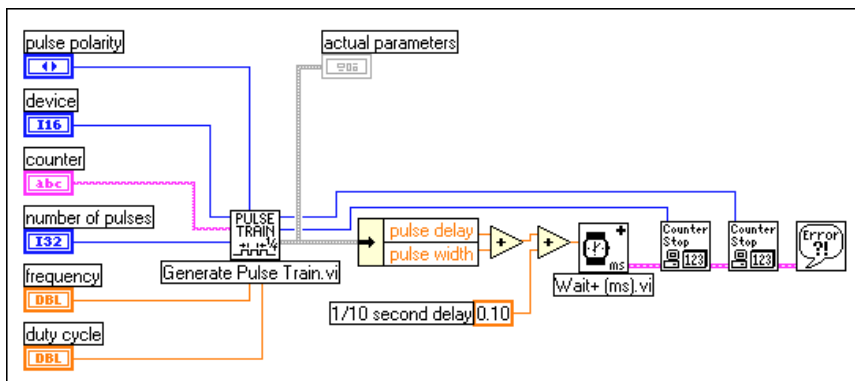 pulse polarity
actual parameters
device
I16
counter
abc
number of pulses
I32
PULSE
TRAIN
Generate Pulse Train.vi
frequency
DBL
duty cycle
DBL
pulse delay
pulse width
+
+
1/10 second delay 0.10
+
ms
Wait+ (ms).vi
Counter
Stop
123
Counter
Stop
123
Error
?!